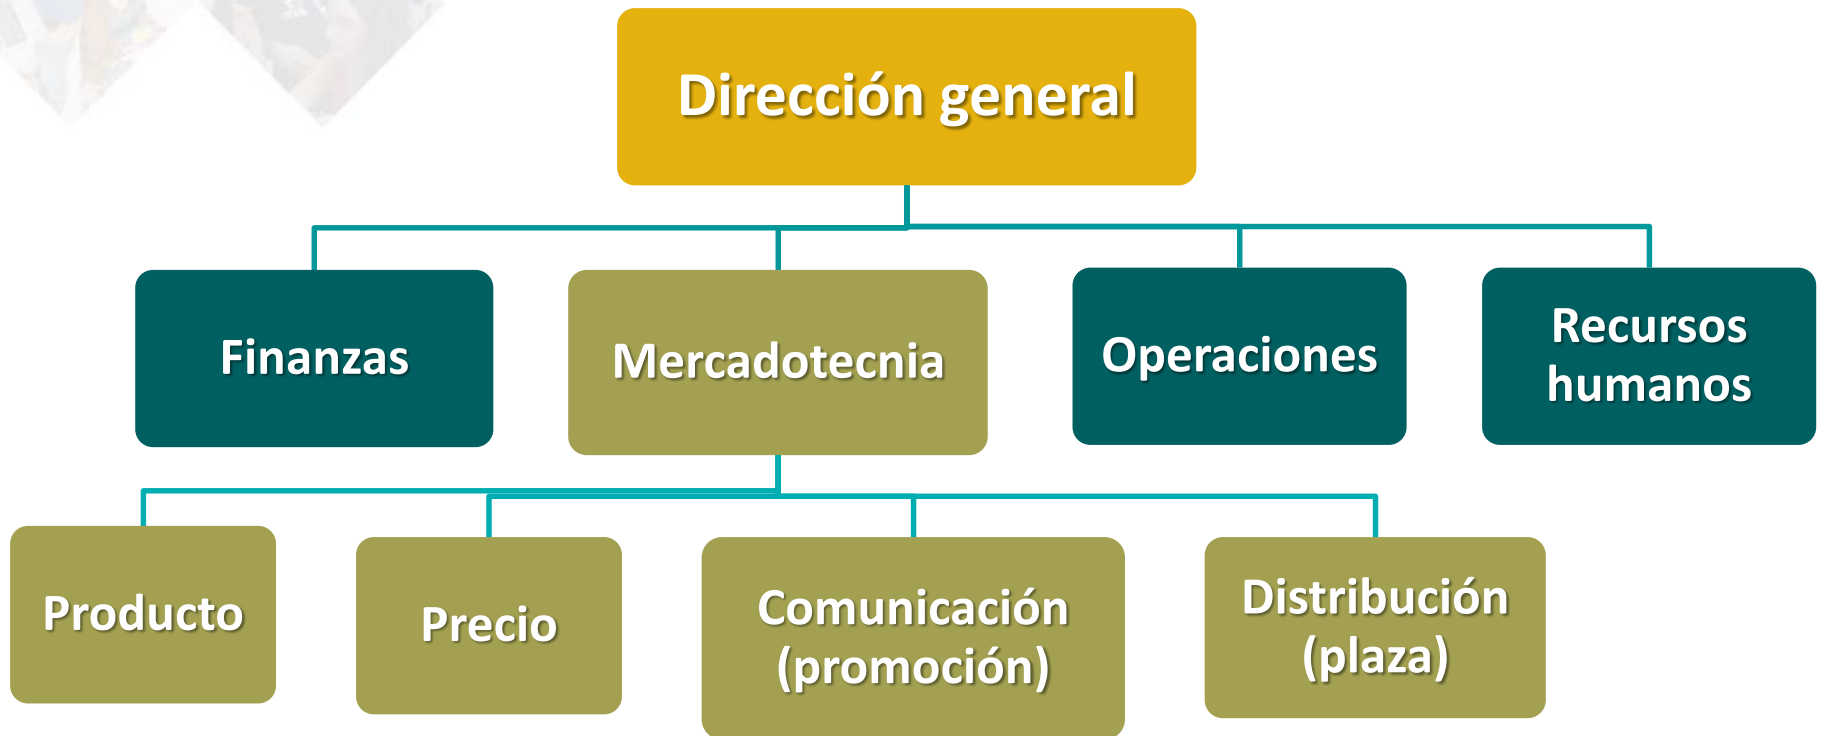 Dirección general
Finanzas
Mercadotecnia
Operaciones
Recursos
humanos
Producto
Precio
Comunicación
(promoción)
Distribución
(plaza)